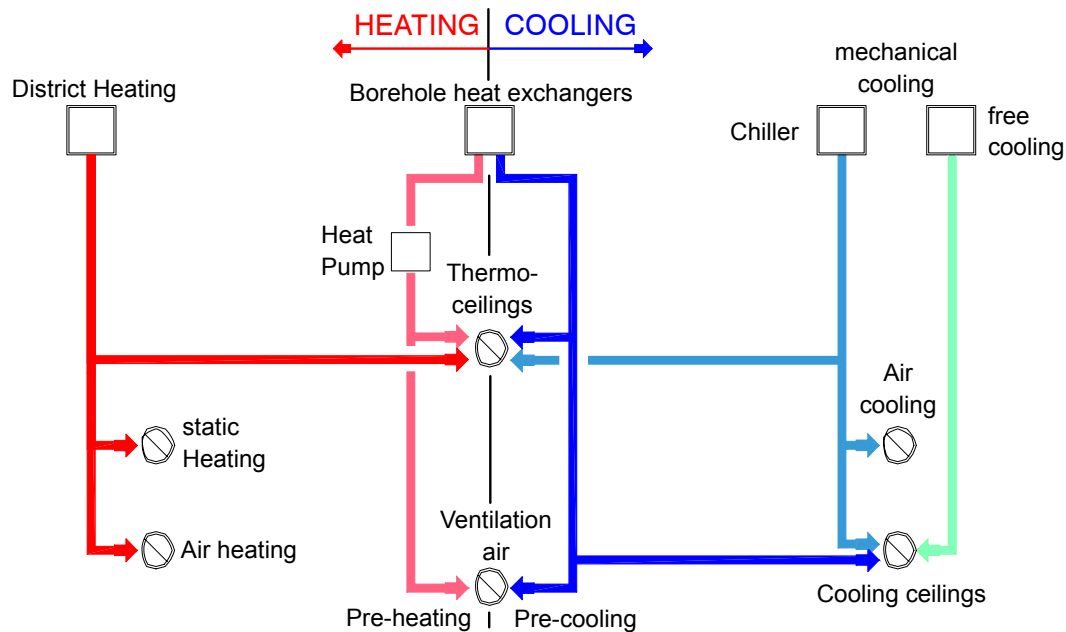 HEATING COOLING
mechanical
cooling
District Heating
Borehole heat exchangers
Chiller
free
cooling
Heat
Pump
Thermo-
ceilings
Air
cooling
static
Heating
Ventilation
air
Air heating
Cooling ceilings
Pre-heating Pre-cooling